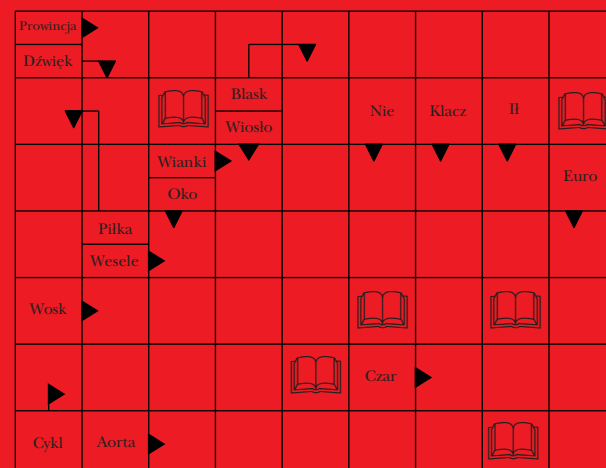 Prowincja
Dźwięk
Blask
Wiosło
Nie
Klacz
Il
Wianki
Oko
Euro
Piłka
Wesele
Wosk
Czar
Cykl
Aorta